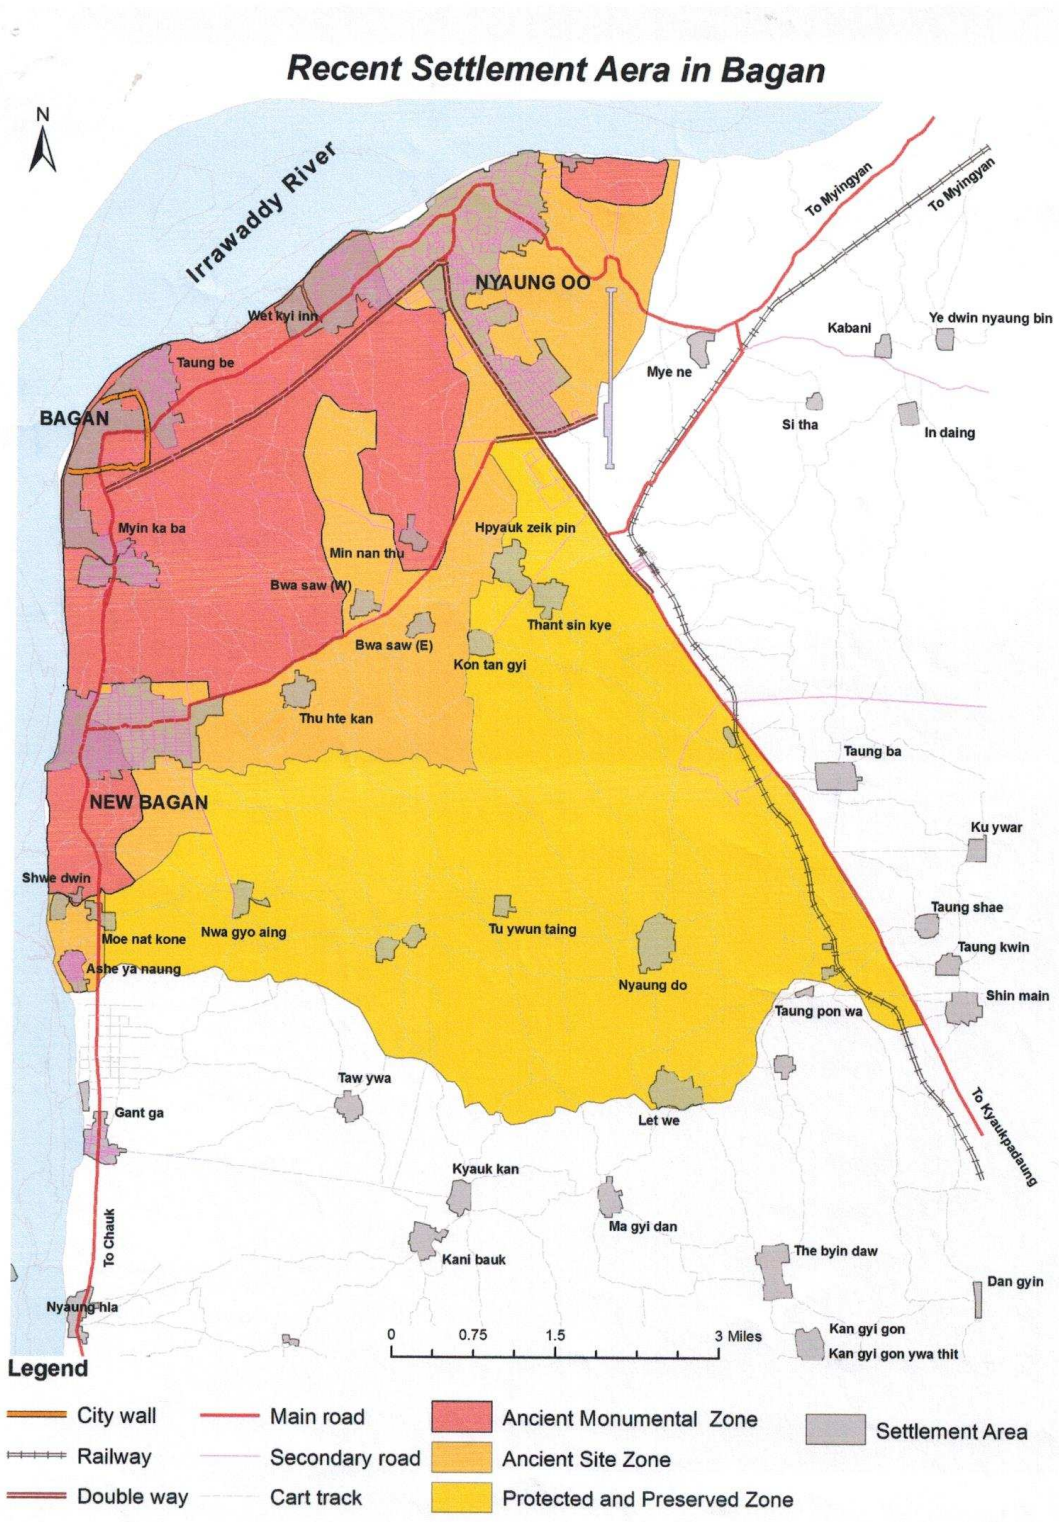 Recent Settlement Aera in Bagan
N
Irrawaddy River
To Myingyan
To Myingyan
NYAUNG OO
Wet kyi inn
Kabani
Ye dwin nyaung bin
Taung be
Mye ne
BAGAN
Si tha
In daing
Myin ka ba
Hpyauk zeik pin
Min nan thu
Bwa saw (W)
Thant sin kye
Bwa saw (E)
Kon tan gyi
Thu hte kan
Taung ba
NEW BAGAN
Ku ywar
Shwe dwin
Taung shae
Nwa gyo aing
Tu ywun taing
Moe nat kone
Taung kwin
Ashe ya naung
Nyaung do
Shin main
Taung pon wa
Taw ywa
Gant ga
Let we
To Kyaukpadaung
Kyauk kan
Ma gyi dan
To Chauk
Kani bauk
The byin daw
Dan gyin
Nyaung hla
Kan gyi gon
Kan gyi gon ywa thit
0 0.75 1.5 3 Miles
Legend
City wall
Main road
Ancient Monumental Zone
Settlement Area
Railway
Secondary road
Ancient Site Zone
Double way
Cart track
Protected and Preserved Zone